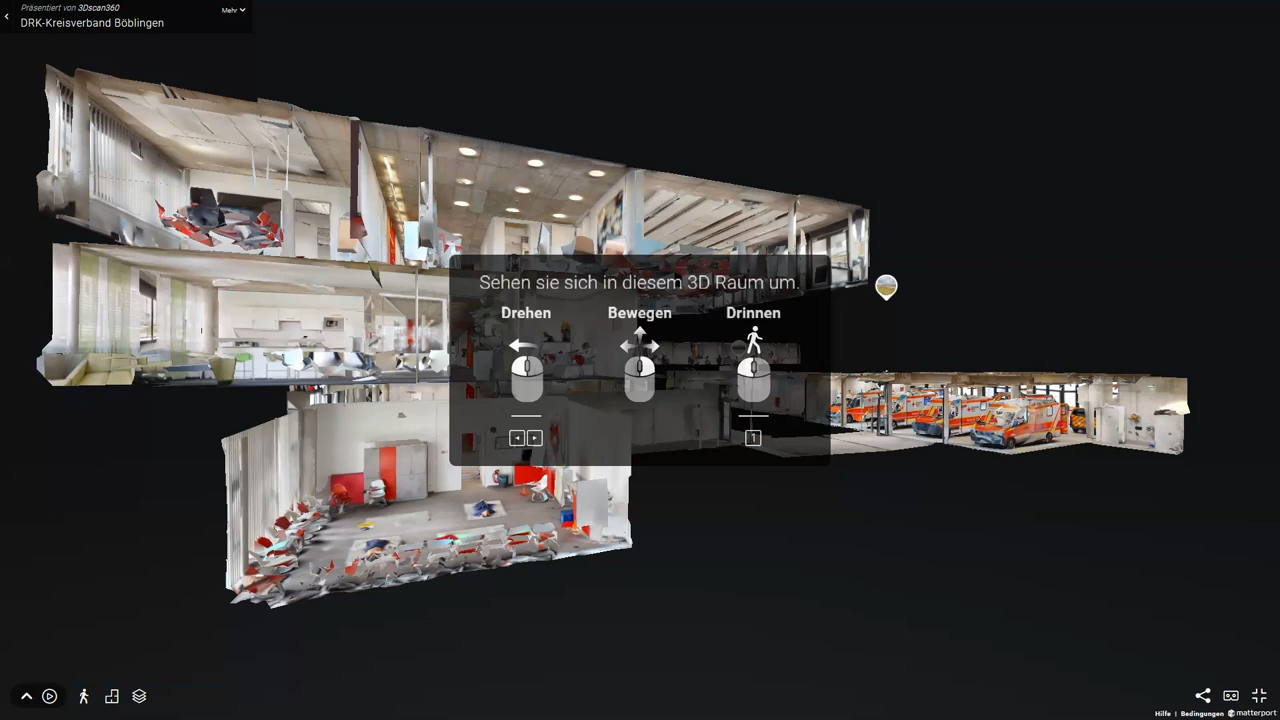 Präsentiert von 3Dscan360
DRK-Kreisverband Böblingen
Mehr
Sehen sie sich in diesem 3D Raum um.
Drehen
Bewegen
Drinnen
1
Hilfe | Bedingungen matterport